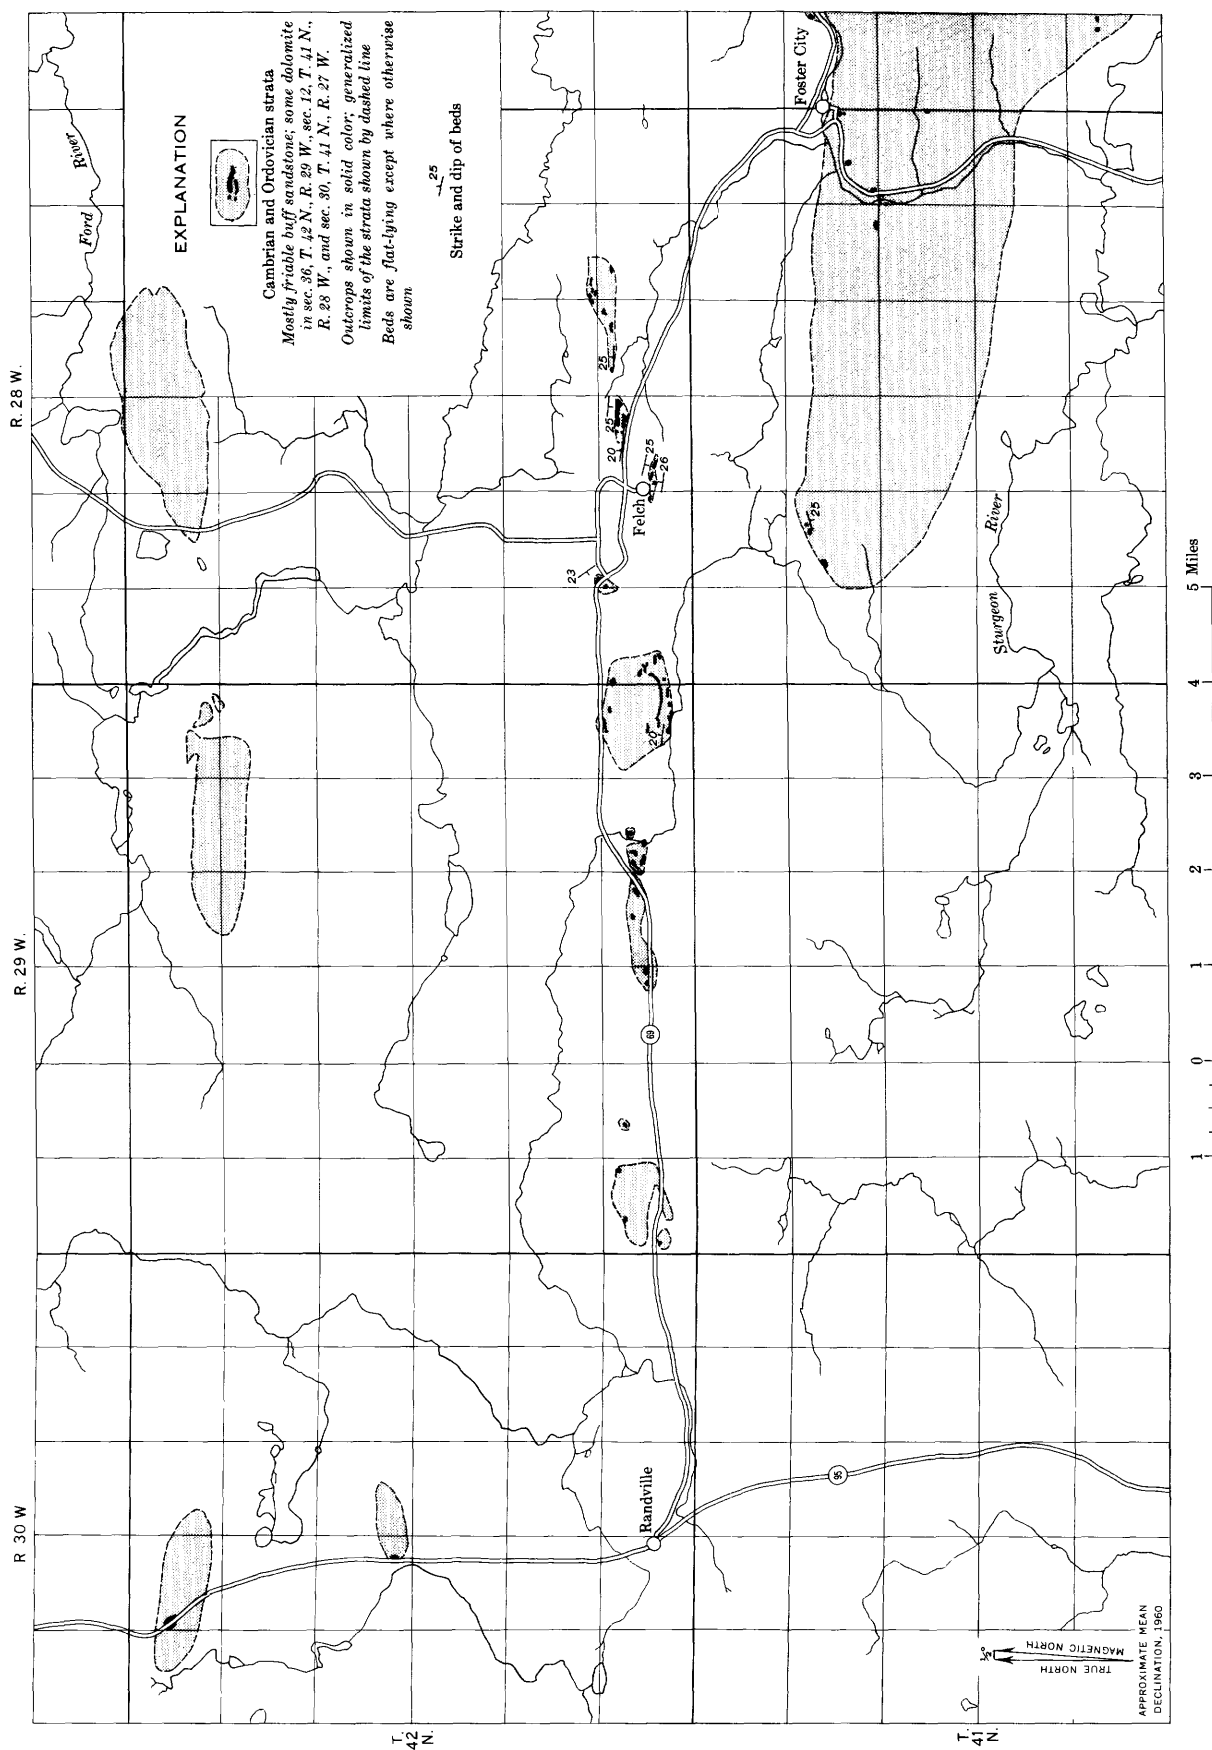 R 30 W
R. 29 W.
R. 28 W.
T.
42
N.
T.
41
N.
EXPLANATION
Cambrian and Ordovician strata
Mostly friable buff sandstone; some dolomite
in sec. 36, T. 42 N., R. 29 W., sec. 12, T. 41 N.,
R. 28 W., and sec. 30, T. 41 N., R. 27 W.
Outcrops shown in solid color; generalized
limits of the strata shown by dashed line
Beds are flat-lying except where otherwise
shown
25
Strike and dip of beds
Ford
River
Randville
95
69
20
23
Felch
20
25
25
26
25
25
Foster City
Sturgeon
River
TRUE NORTH
MAGNETIC NORTH
½°
APPROXIMATE MEAN
DECLINATION, 1960
1
0
1
2
3
4
5 Miles